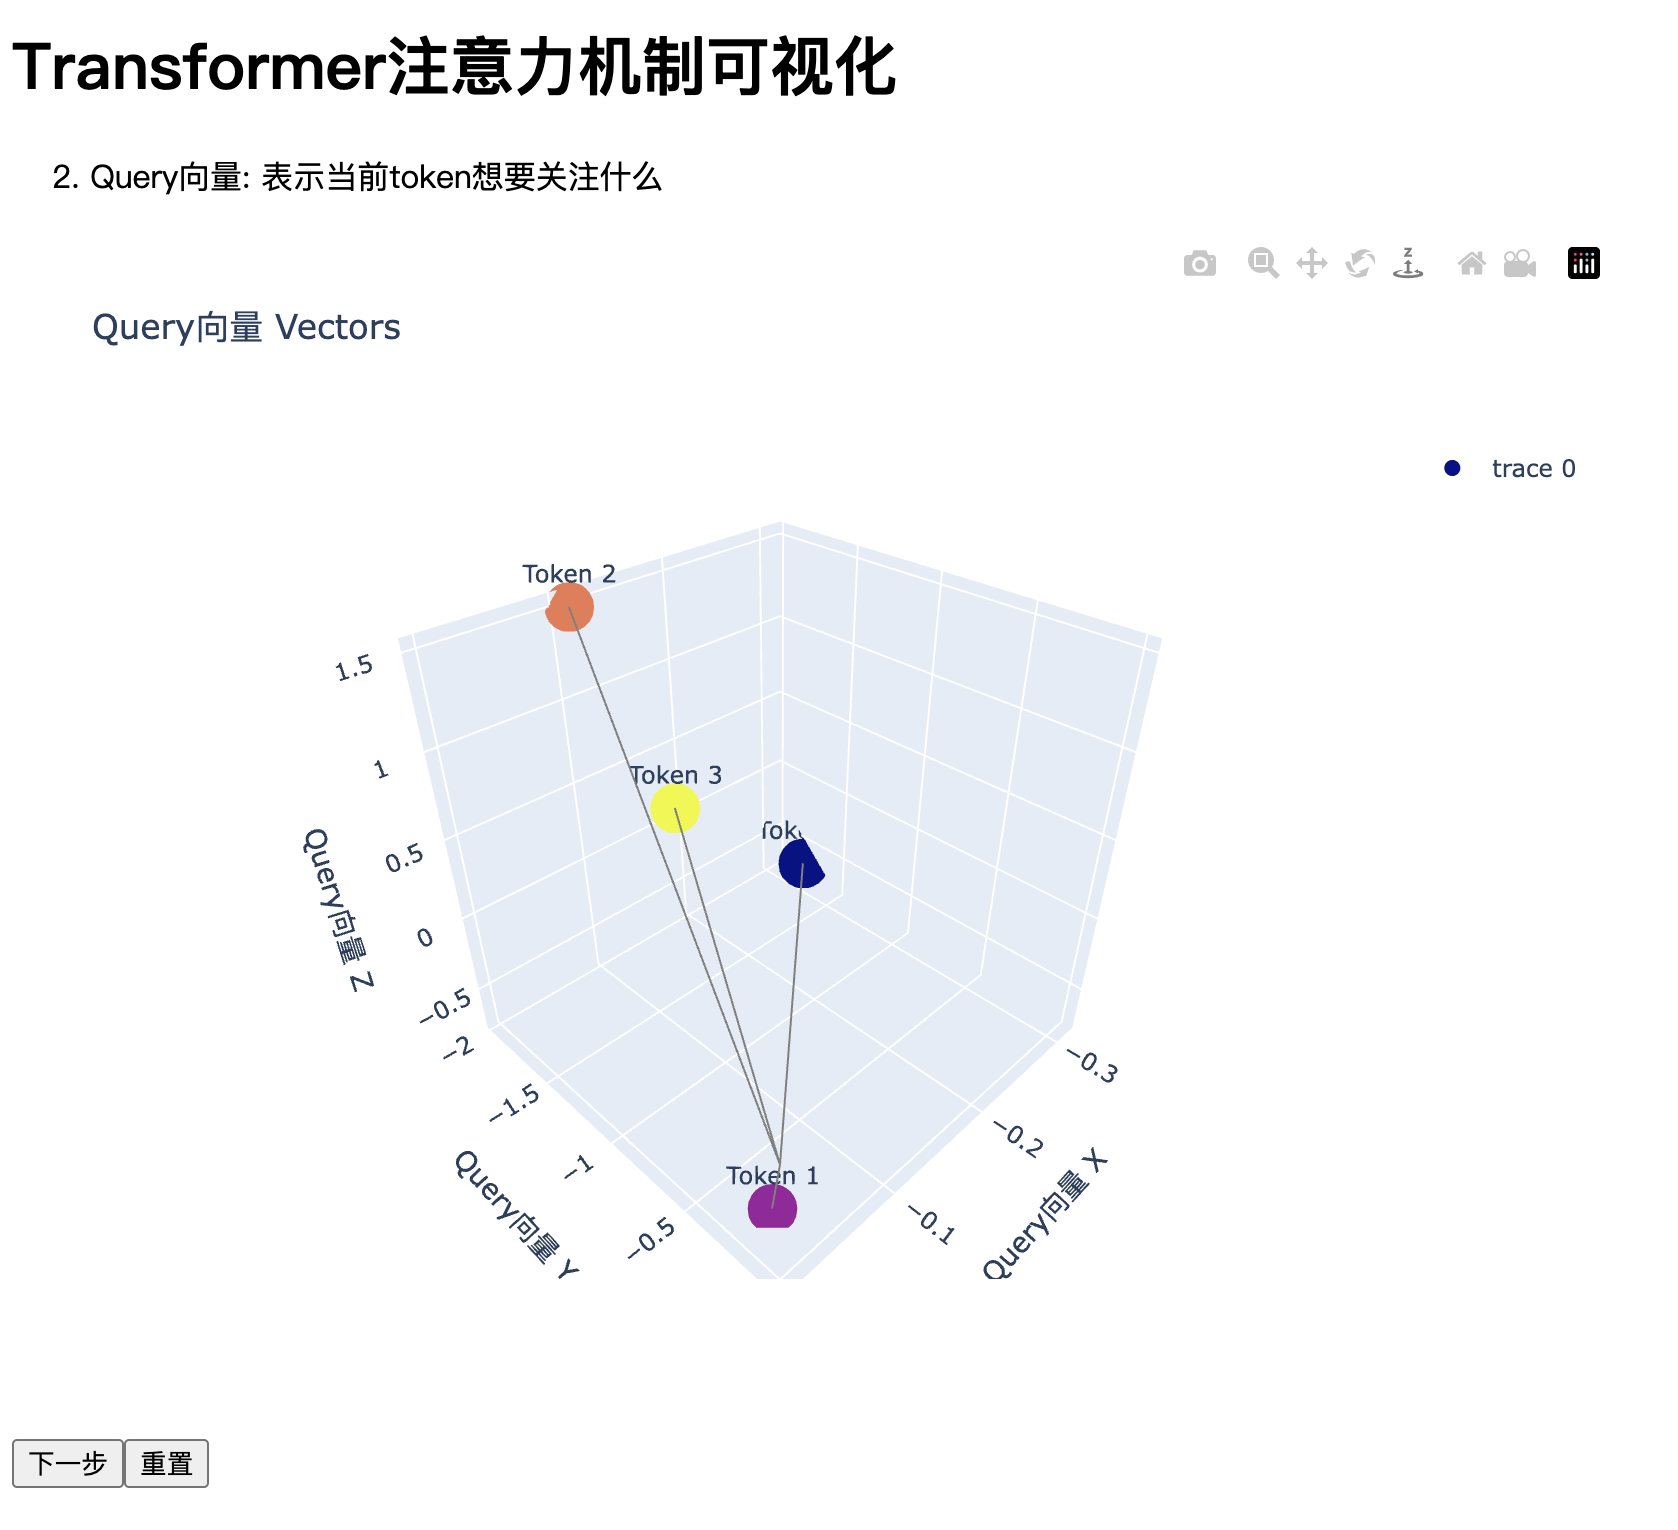 Transformer注意力机制可视化
2. Query向量: 表示当前token想要关注什么
Z
Query向量 Vectors
trace 0
Token 2
Token 3
Token 1
1.5
1
0.5
0
−0.5
Query向量 Z
−2
−1.5
−1
−0.5
Query向量 Y
−0.3
−0.2
−0.1
Query向量 X
下一步
重置